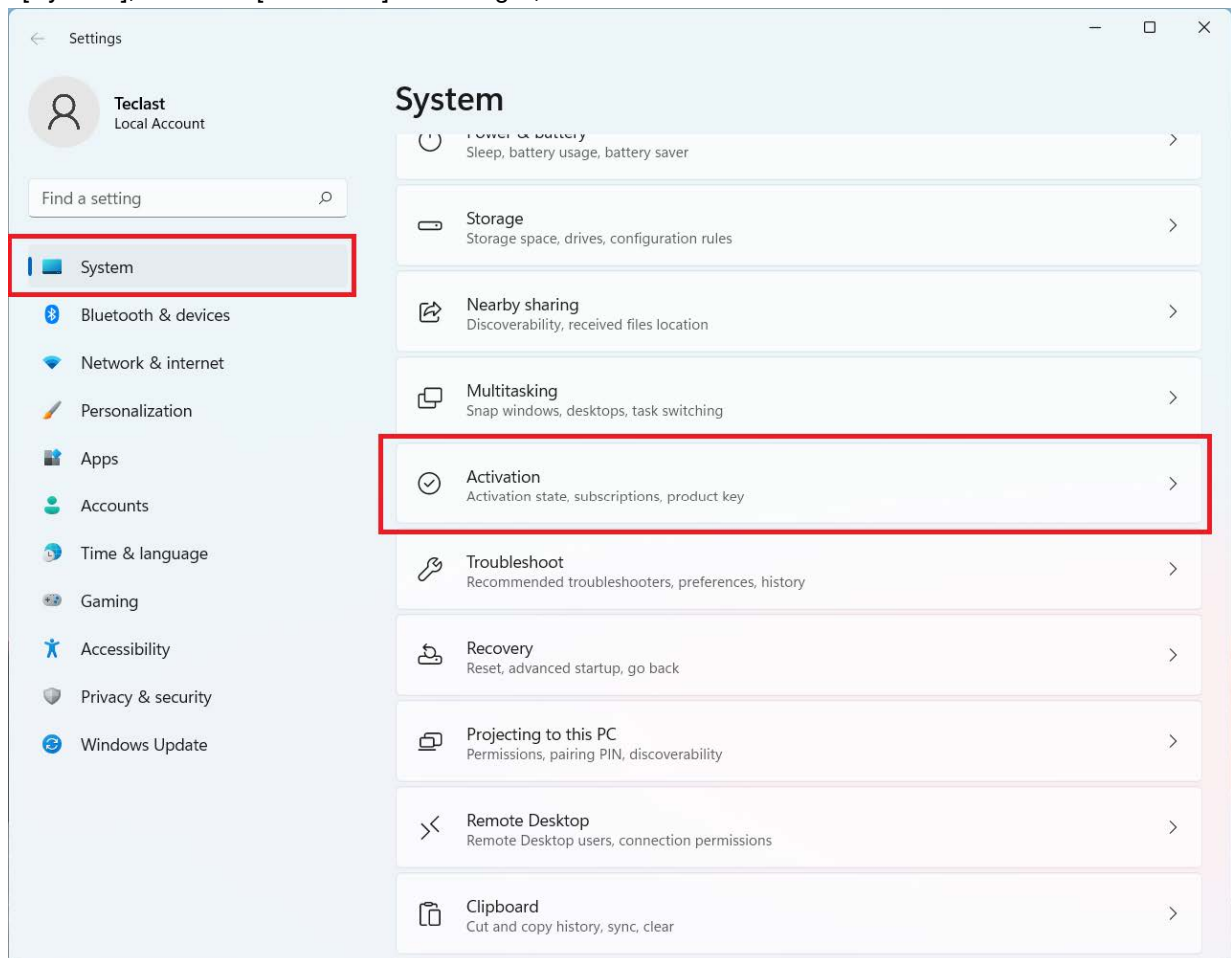 Settings
Teclast
Local Account
Find a setting
System
Bluetooth & devices
Network & internet
Personalization
Apps
Accounts
Time & language
Gaming
Accessibility
Privacy & security
Windows Update
System
Power & battery
Sleep, battery usage, battery saver
Storage
Storage space, drives, configuration rules
Nearby sharing
Discoverability, received files location
Multitasking
Snap windows, desktops, task switching
Activation
Activation state, subscriptions, product key
Troubleshoot
Recommended troubleshooters, preferences, history
Recovery
Reset, advanced startup, go back
Projecting to this PC
Permissions, pairing PIN, discoverability
Remote Desktop
Remote Desktop users, connection permissions
Clipboard
Cut and copy history, sync, clear